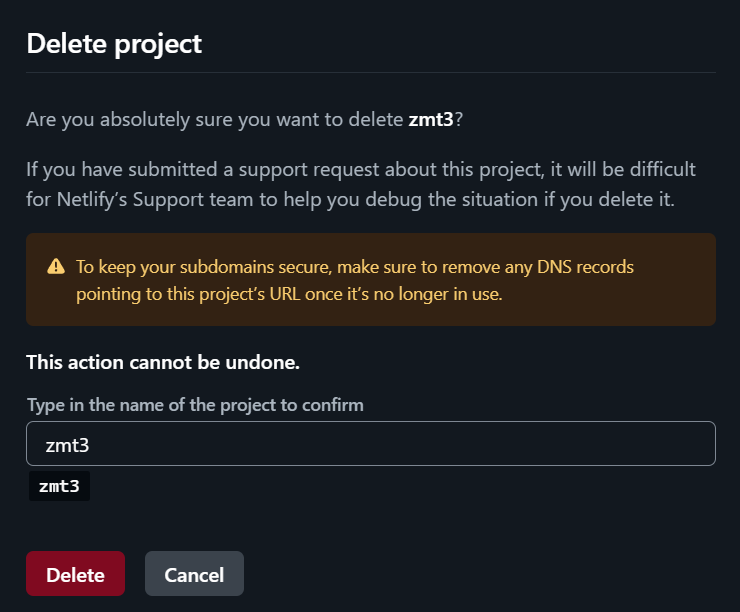 Delete project
Are you absolutely sure you want to delete zmt3?
If you have submitted a support request about this project, it will be difficult
for Netlify’s Support team to help you debug the situation if you delete it.
To keep your subdomains secure, make sure to remove any DNS records
pointing to this project’s URL once it’s no longer in use.
This action cannot be undone.
Type in the name of the project to confirm
zmt3
zmt3
Delete Cancel